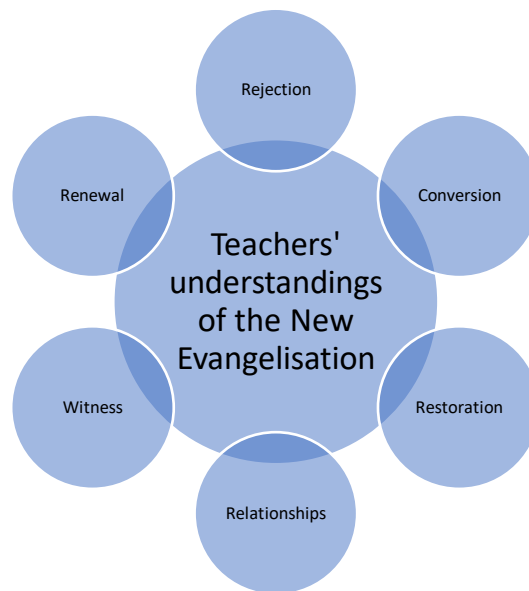 Rejection
Renewal
Conversion
Teachers'
understandings
of the New
Evangelisation
Witness
Restoration
Relationships